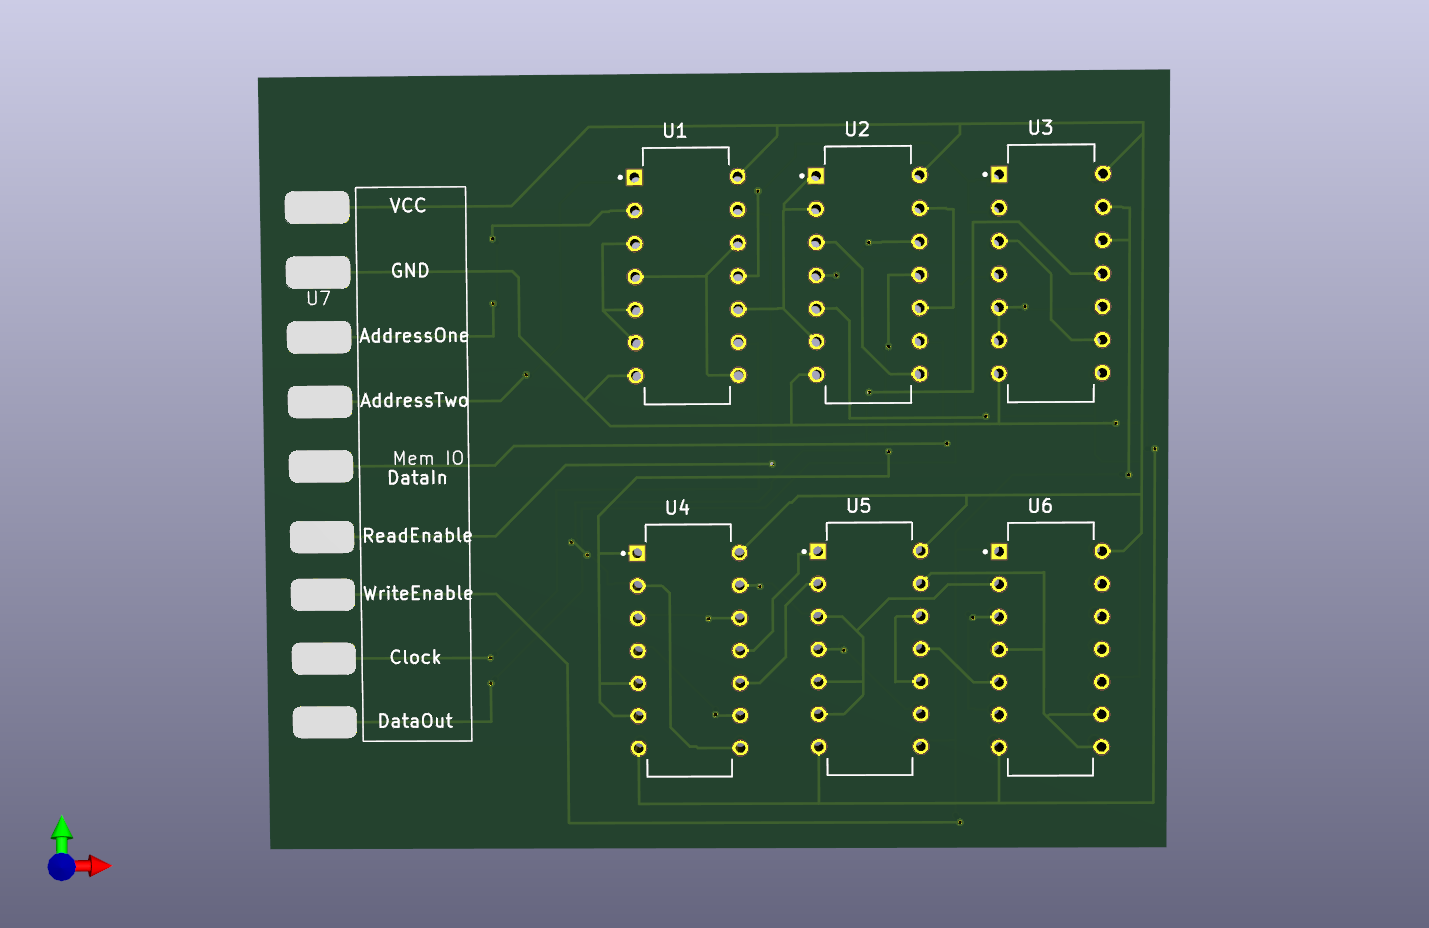 U1
U2
U3
VCC
GND
U7
AddressOne
AddressTwo
Mem IO
DataIn
U4
U5
U6
ReadEnable
WriteEnable
Clock
DataOut